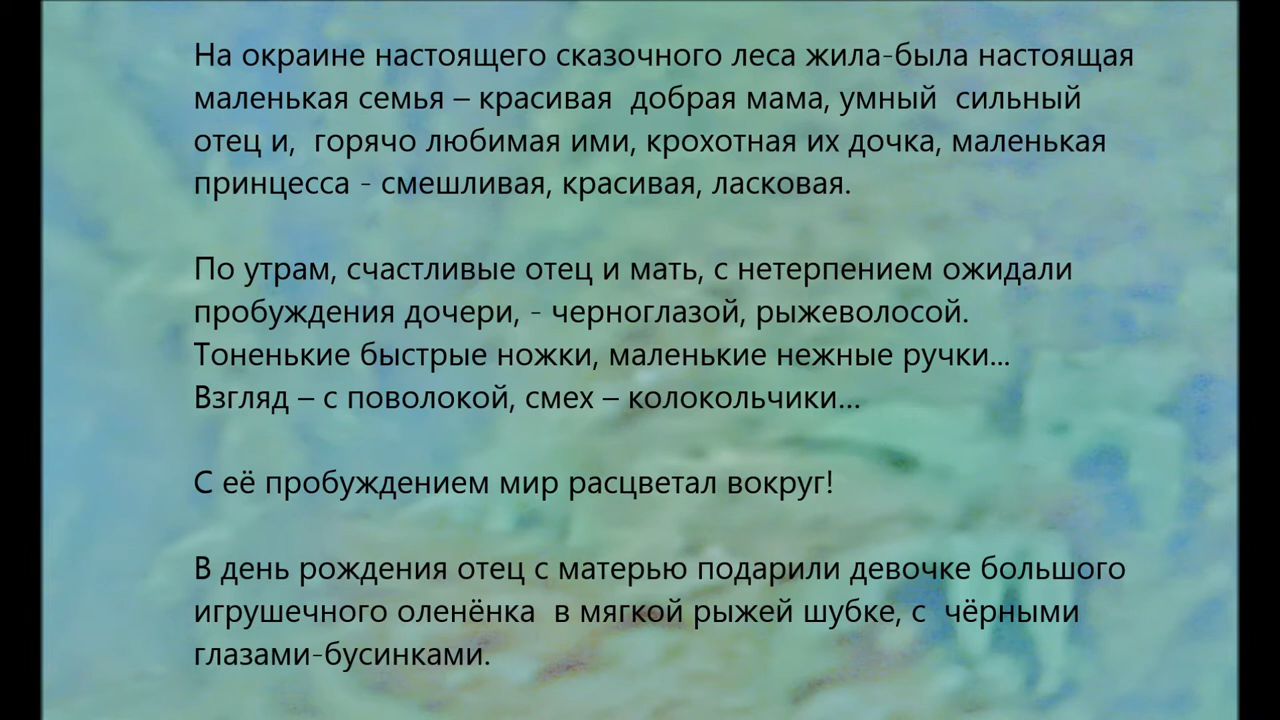 На окраине настоящего сказочного леса жила-была настоящая
маленькая семья – красивая  добрая мама, умный  сильный
отец и,  горячо любимая ими, крохотная их дочка, маленькая
принцесса - смешливая, красивая, ласковая.
По утрам, счастливые отец и мать, с нетерпением ожидали
пробуждения дочери, - черноглазой, рыжеволосой.
Тоненькие быстрые ножки, маленькие нежные ручки...
Взгляд – с поволокой, смех – колокольчики...
С её пробуждением мир расцветал вокруг!
В день рождения отец с матерью подарили девочке большого
игрушечного оленёнка  в мягкой рыжей шубке, с  чёрными
глазами-бусинками.